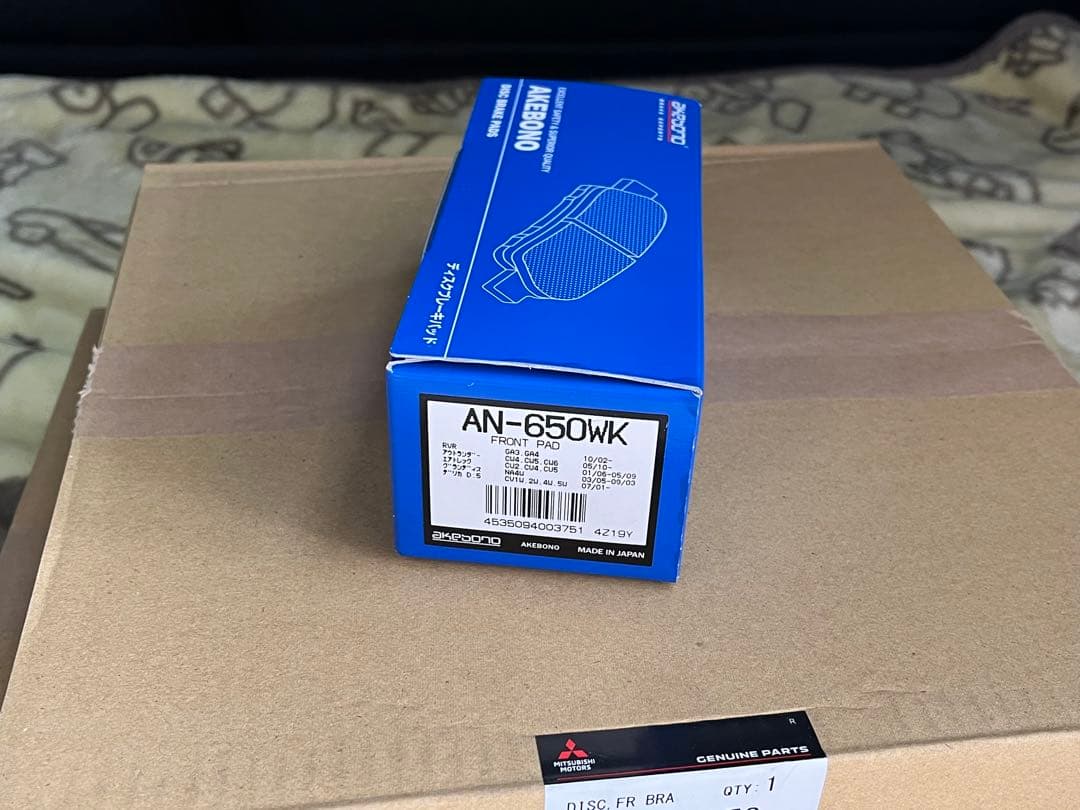 akebono
BRAKE EXPERTS
EXCELLENT SAFETY & SUPERIOR QUALITY
AKEBONO
DISC BRAKE PADS
ディスクブレーキパッド
AN-650WK
FRONT PAD
RVR GA3,GA4 10/02-
アウトランダー CW4,CW5,CW6 05/10-
エアトレック CU2,CU4,CU5 01/06-05/09
グランディス NA4W 03/05-09/03
デリカ D:5 CV1W,2W,4W,5W 07/01-
4535094003751 4Z19Y
akebono AKEBONO MADE IN JAPAN
R
MITSUBISHI
MOTORS
GENUINE PARTS
DISC, FR BRA QTY: 1